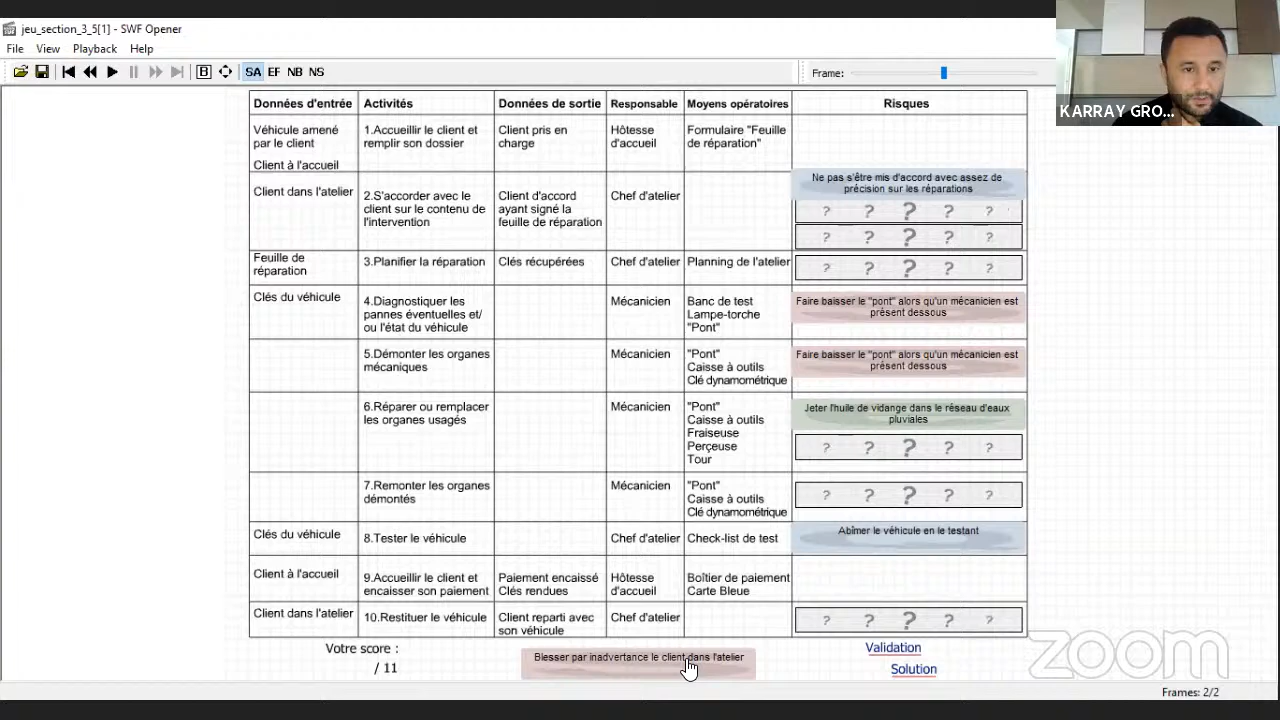 jeu_section_3_5[1] - SWF Opener
File View Playback Help
SA EF NB NS
Frame:
KARRAY GRO...
Données d'entrée Activités Données de sortie Responsable Moyens opératoires Risques
Véhicule amené
par le client
Client à l'accueil
1.Accueillir le client et
remplir son dossier
Client pris en
charge
Hôtesse
d'accueil
Formulaire "Feuille
de réparation"
Client dans l'atelier
2.S'accorder avec le
client sur le contenu de
l'intervention
Client d'accord
ayant signé la
feuille de réparation
Chef d'atelier
Ne pas s'être mis d'accord avec assez de
précision sur les réparations
? ? ? ? ?
? ? ? ? ?
Feuille de
réparation
3.Planifier la réparation
Clés récupérées
Chef d'atelier
Planning de l'atelier
? ? ? ? ?
Clés du véhicule
4.Diagnostiquer les
pannes éventuelles et/
ou l'état du véhicule
Mécanicien
Banc de test
Lampe-torche
"Pont"
Faire baisser le "pont" alors qu'un mécanicien est
présent dessous
5.Démonter les organes
mécaniques
Mécanicien
"Pont"
Caisse à outils
Clé dynamométrique
Faire baisser le "pont" alors qu'un mécanicien est
présent dessous
6.Réparer ou remplacer
les organes usagés
Mécanicien
"Pont"
Caisse à outils
Fraiseuse
Perçeuse
Tour
Jeter l'huile de vidange dans le réseau d'eaux
pluviales
? ? ? ? ?
7.Remonter les organes
démontés
Mécanicien
"Pont"
Caisse à outils
Clé dynamométrique
? ? ? ? ?
Clés du véhicule
8.Tester le véhicule
Chef d'atelier
Check-list de test
Abîmer le véhicule en le testant
Client à l'accueil
9.Accueillir le client et
encaisser son paiement
Paiement encaissé
Clés rendues
Hôtesse
d'accueil
Boîtier de paiement
Carte Bleue
Client dans l'atelier
10.Restituer le véhicule
Client reparti avec
son véhicule
Chef d'atelier
? ? ? ? ?
Votre score :
/ 11
Blesser par inadvertance le client dans l'atelier
Validation
Solution
zoom
Frames: 2/2